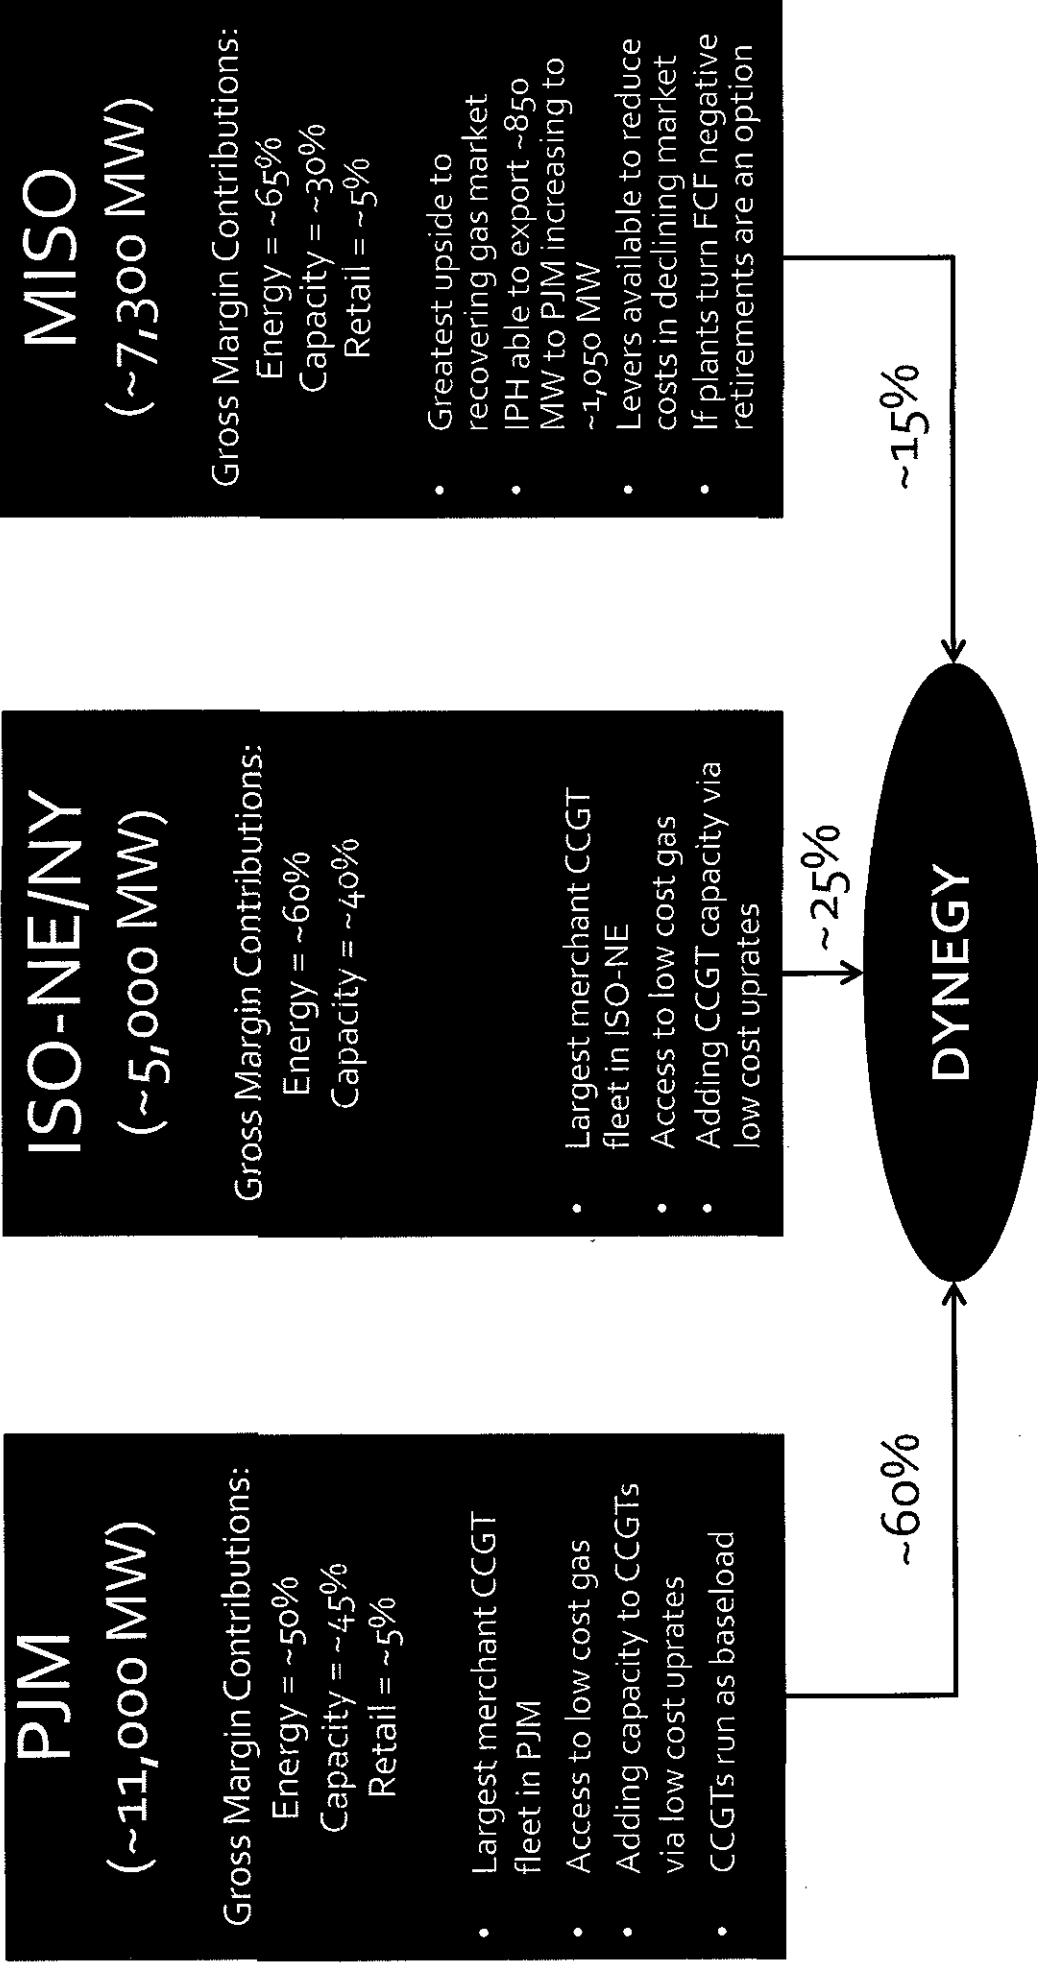 PJM
(~11,000 MW)
Gross Margin Contributions:
Energy = ~50%
Capacity = ~45%
Retail = ~5%
• Largest merchant CCGT
fleet in PJM
• Access to low cost gas
• Adding capacity to CCGTs
via low cost uprates
• CCGTs run as baseload
~60%
ISO-NE/NY
(~5,000 MW)
Gross Margin Contributions:
Energy = ~60%
Capacity = ~40%
• Largest merchant CCGT
fleet in ISO-NE
• Access to low cost gas
• Adding CCGT capacity via
low cost uprates
~25%
MISO
(~7,300 MW)
Gross Margin Contributions:
Energy = ~65%
Capacity = ~30%
Retail = ~5%
• Greatest upside to
recovering gas market
• IPH able to export ~850
MW to PJM increasing to
~1,050 MW
• Levers available to reduce
costs in declining market
• If plants turn FCF negative
retirements are an option
~15%
DYNEGY